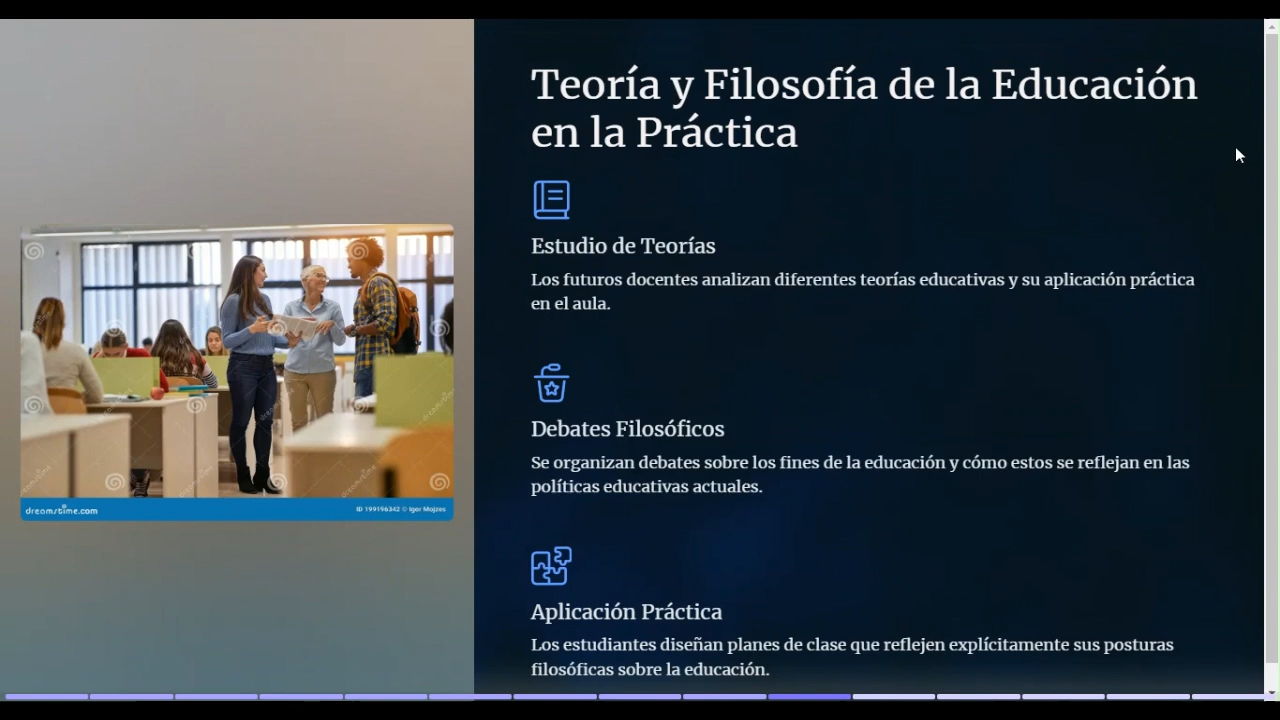 Teoría y Filosofía de la Educación
en la Práctica
Estudio de Teorías
Los futuros docentes analizan diferentes teorías educativas y su aplicación práctica
en el aula.
Debates Filosóficos
Se organizan debates sobre los fines de la educación y cómo estos se reflejan en las
políticas educativas actuales.
Aplicación Práctica
Los estudiantes diseñan planes de clase que reflejen explícitamente sus posturas
filosóficas sobre la educación.
dreamstime.com
ID 199196342 © Igor Mojzes